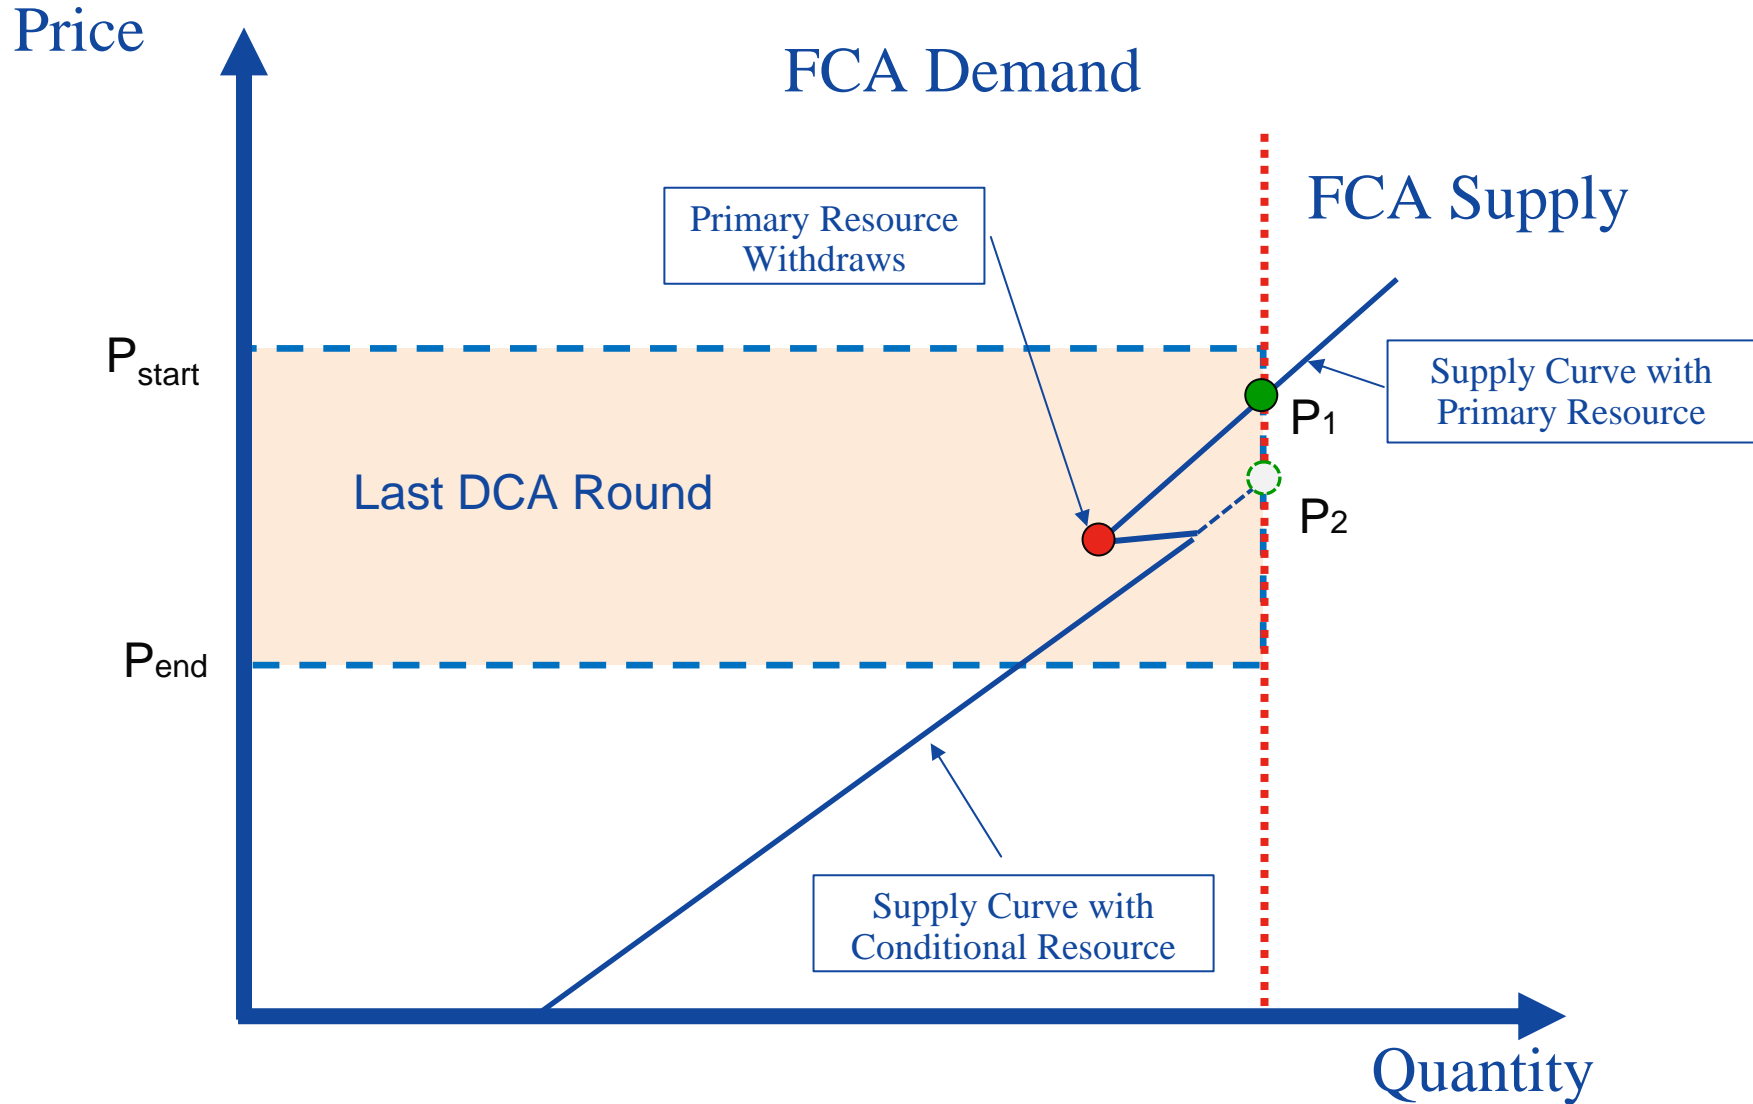 Price
FCA Demand
FCA Supply
Primary Resource
Withdraws
Pstart
Supply Curve with
Primary Resource
P1
Last DCA Round
P2
Pend
Supply Curve with
Conditional Resource
Quantity